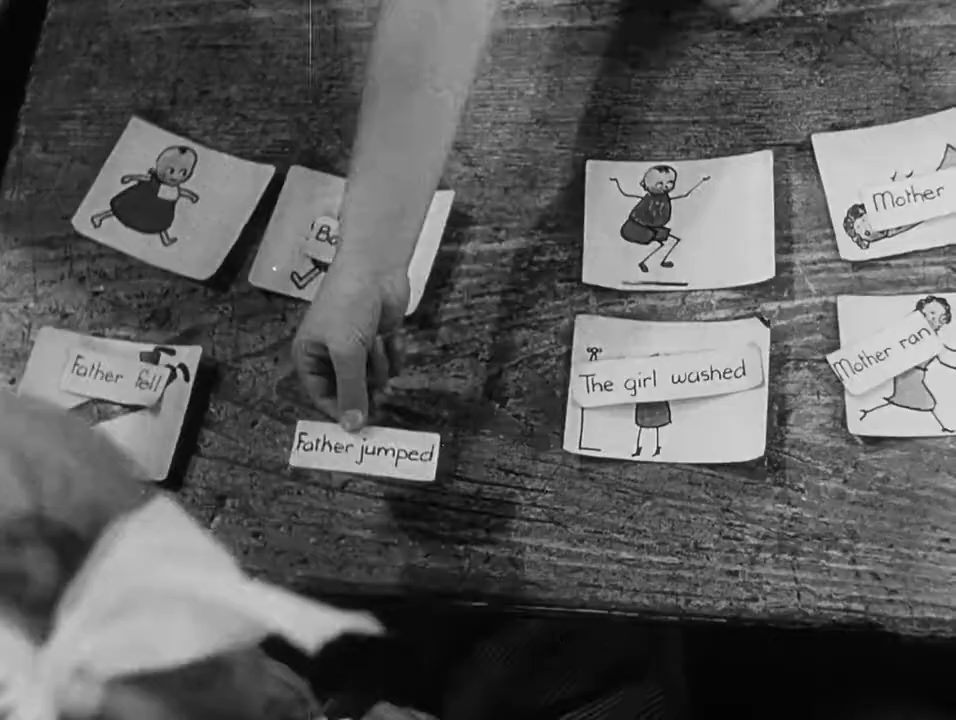 Mother
Father fell
The girl washed
Mother ran
Father jumped